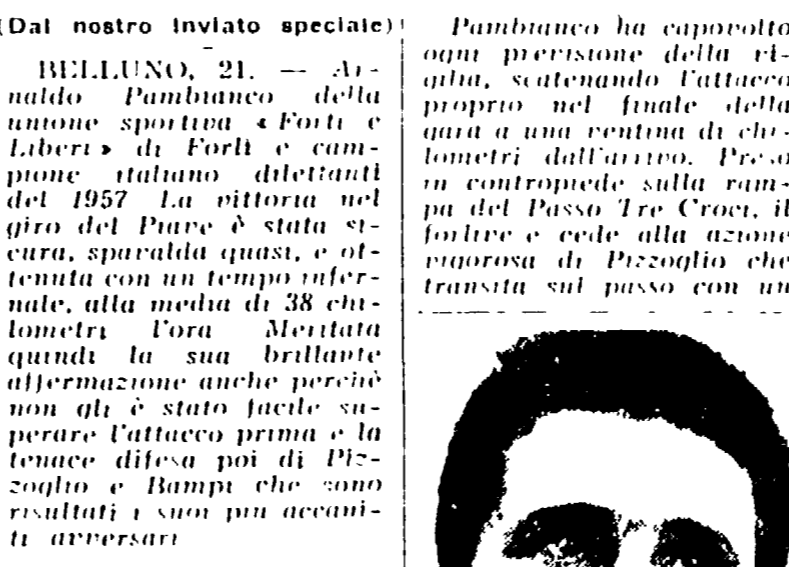 (Dal nostro inviato speciale)
BELLUNO, 21. — Ar-
naldo Pambianco della
unione sportiva « Forti e
Liberi » di Forlì e cam-
pione italiano dilettanti
del 1957 La vittoria nel
giro del Piave è stata si-
cura, spavalda quasi, e ot-
tenuta con un tempo infer-
nale, alla media di 38 chi-
lometri l'ora Meritata
quindi la sua brillante
affermazione anche perchè
non gli è stato facile su-
perare l'attacco prima e la
tenace difesa poi di Piz-
zoglio e Bampi che sono
risultati i suoi più accani-
ti avversari
Pambianco ha capovolto
ogni previsione della vi-
gilia, scatenando l'attacco
proprio nel finale della
gara a una ventina di chi-
lometri dall'arrivo. Preso
in contropiede sulla ram-
pa del Passo Tre Croci, il
forlive e cede alla azione
vigorosa di Pizzoglio che
transita sul passo con un